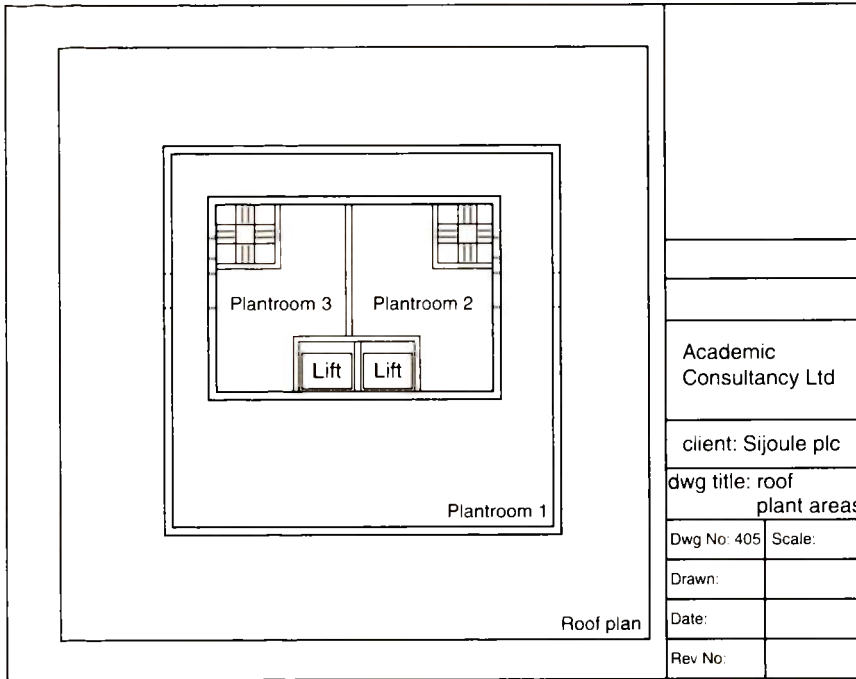 Plantroom 3
Plantroom 2
Lift
Lift
Plantroom 1
Roof plan
Academic
Consultancy Ltd
client: Sijoule plc
dwg title: roof
plant areas
Dwg No: 405 Scale:
Drawn:
Date:
Rev No: